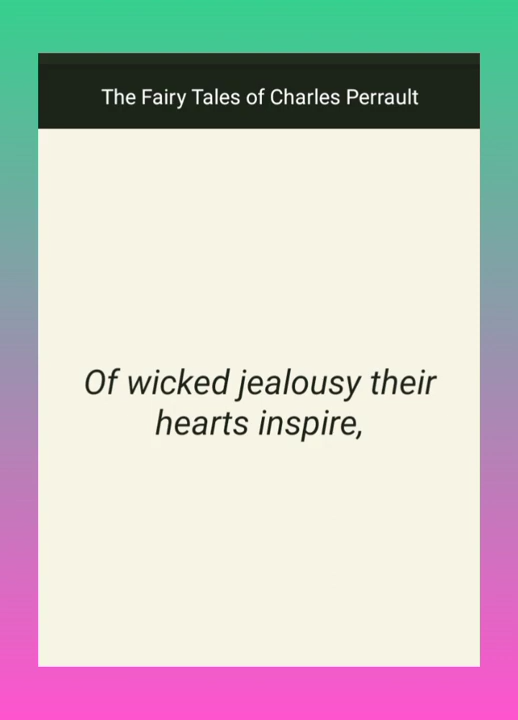 The Fairy Tales of Charles Perrault
Of wicked jealousy their
hearts inspire,